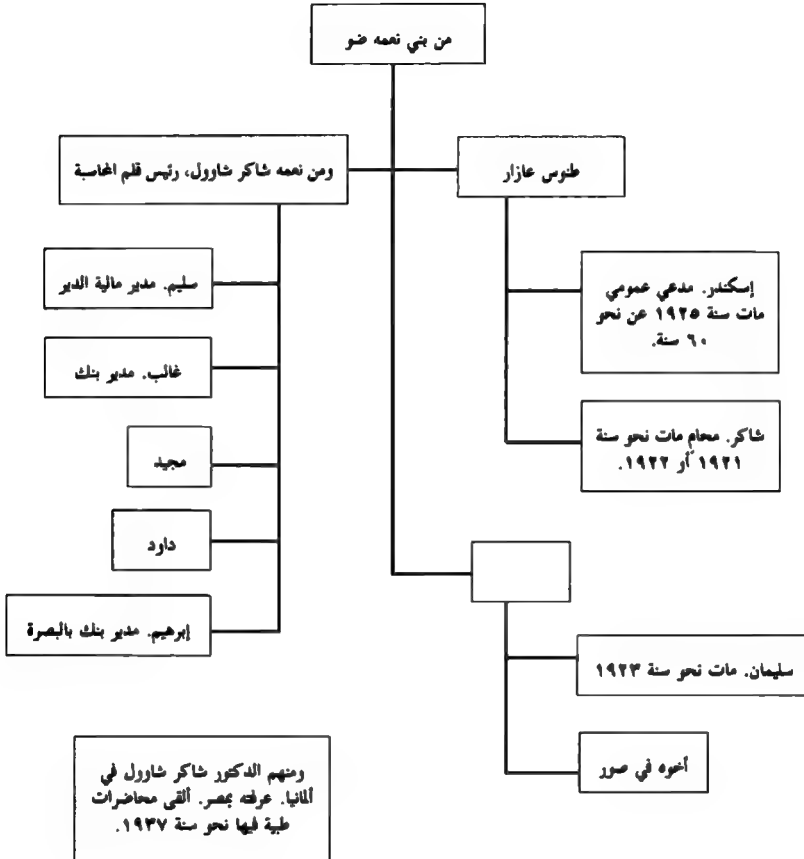 من بني نعمه ضو
طنوس عازار
ومن نعمه شاكر شاوول، رئيس قلم المحاسبة
إسكندر. مدعي عمومي
مات سنة ١٩٢٥ عن نحو
٦٠ سنة.
شاكر. محامٍ مات نحو سنة
١٩٢١ أو ١٩٢٢.
سليم. مدير مالية الدير
غالب. مدير بنك
مجيد
داود
إبرهيم. مدير بنك بالبصرة
سليمان. مات نحو سنة ١٩٢٣
أخوه في صور
ومنهم الدكتور شاكر شاوول في
ألمانيا. عرفته بمصر. ألقى محاضرات
طبية فيها نحو سنة ١٩٣٧.